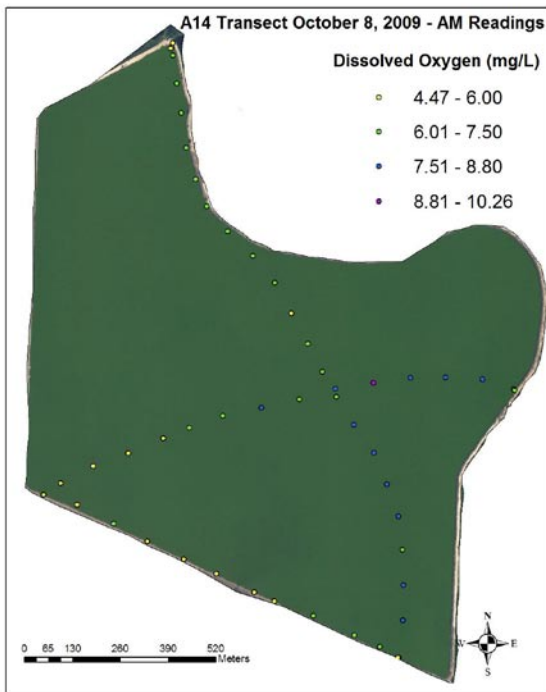 A14 Transect October 8, 2009 - AM Readings
Dissolved Oxygen (mg/L)
4.47 - 6.00
6.01 - 7.50
7.51 - 8.80
8.81 - 10.26
0 65 130 260 390 520
Meters
N
W E
S